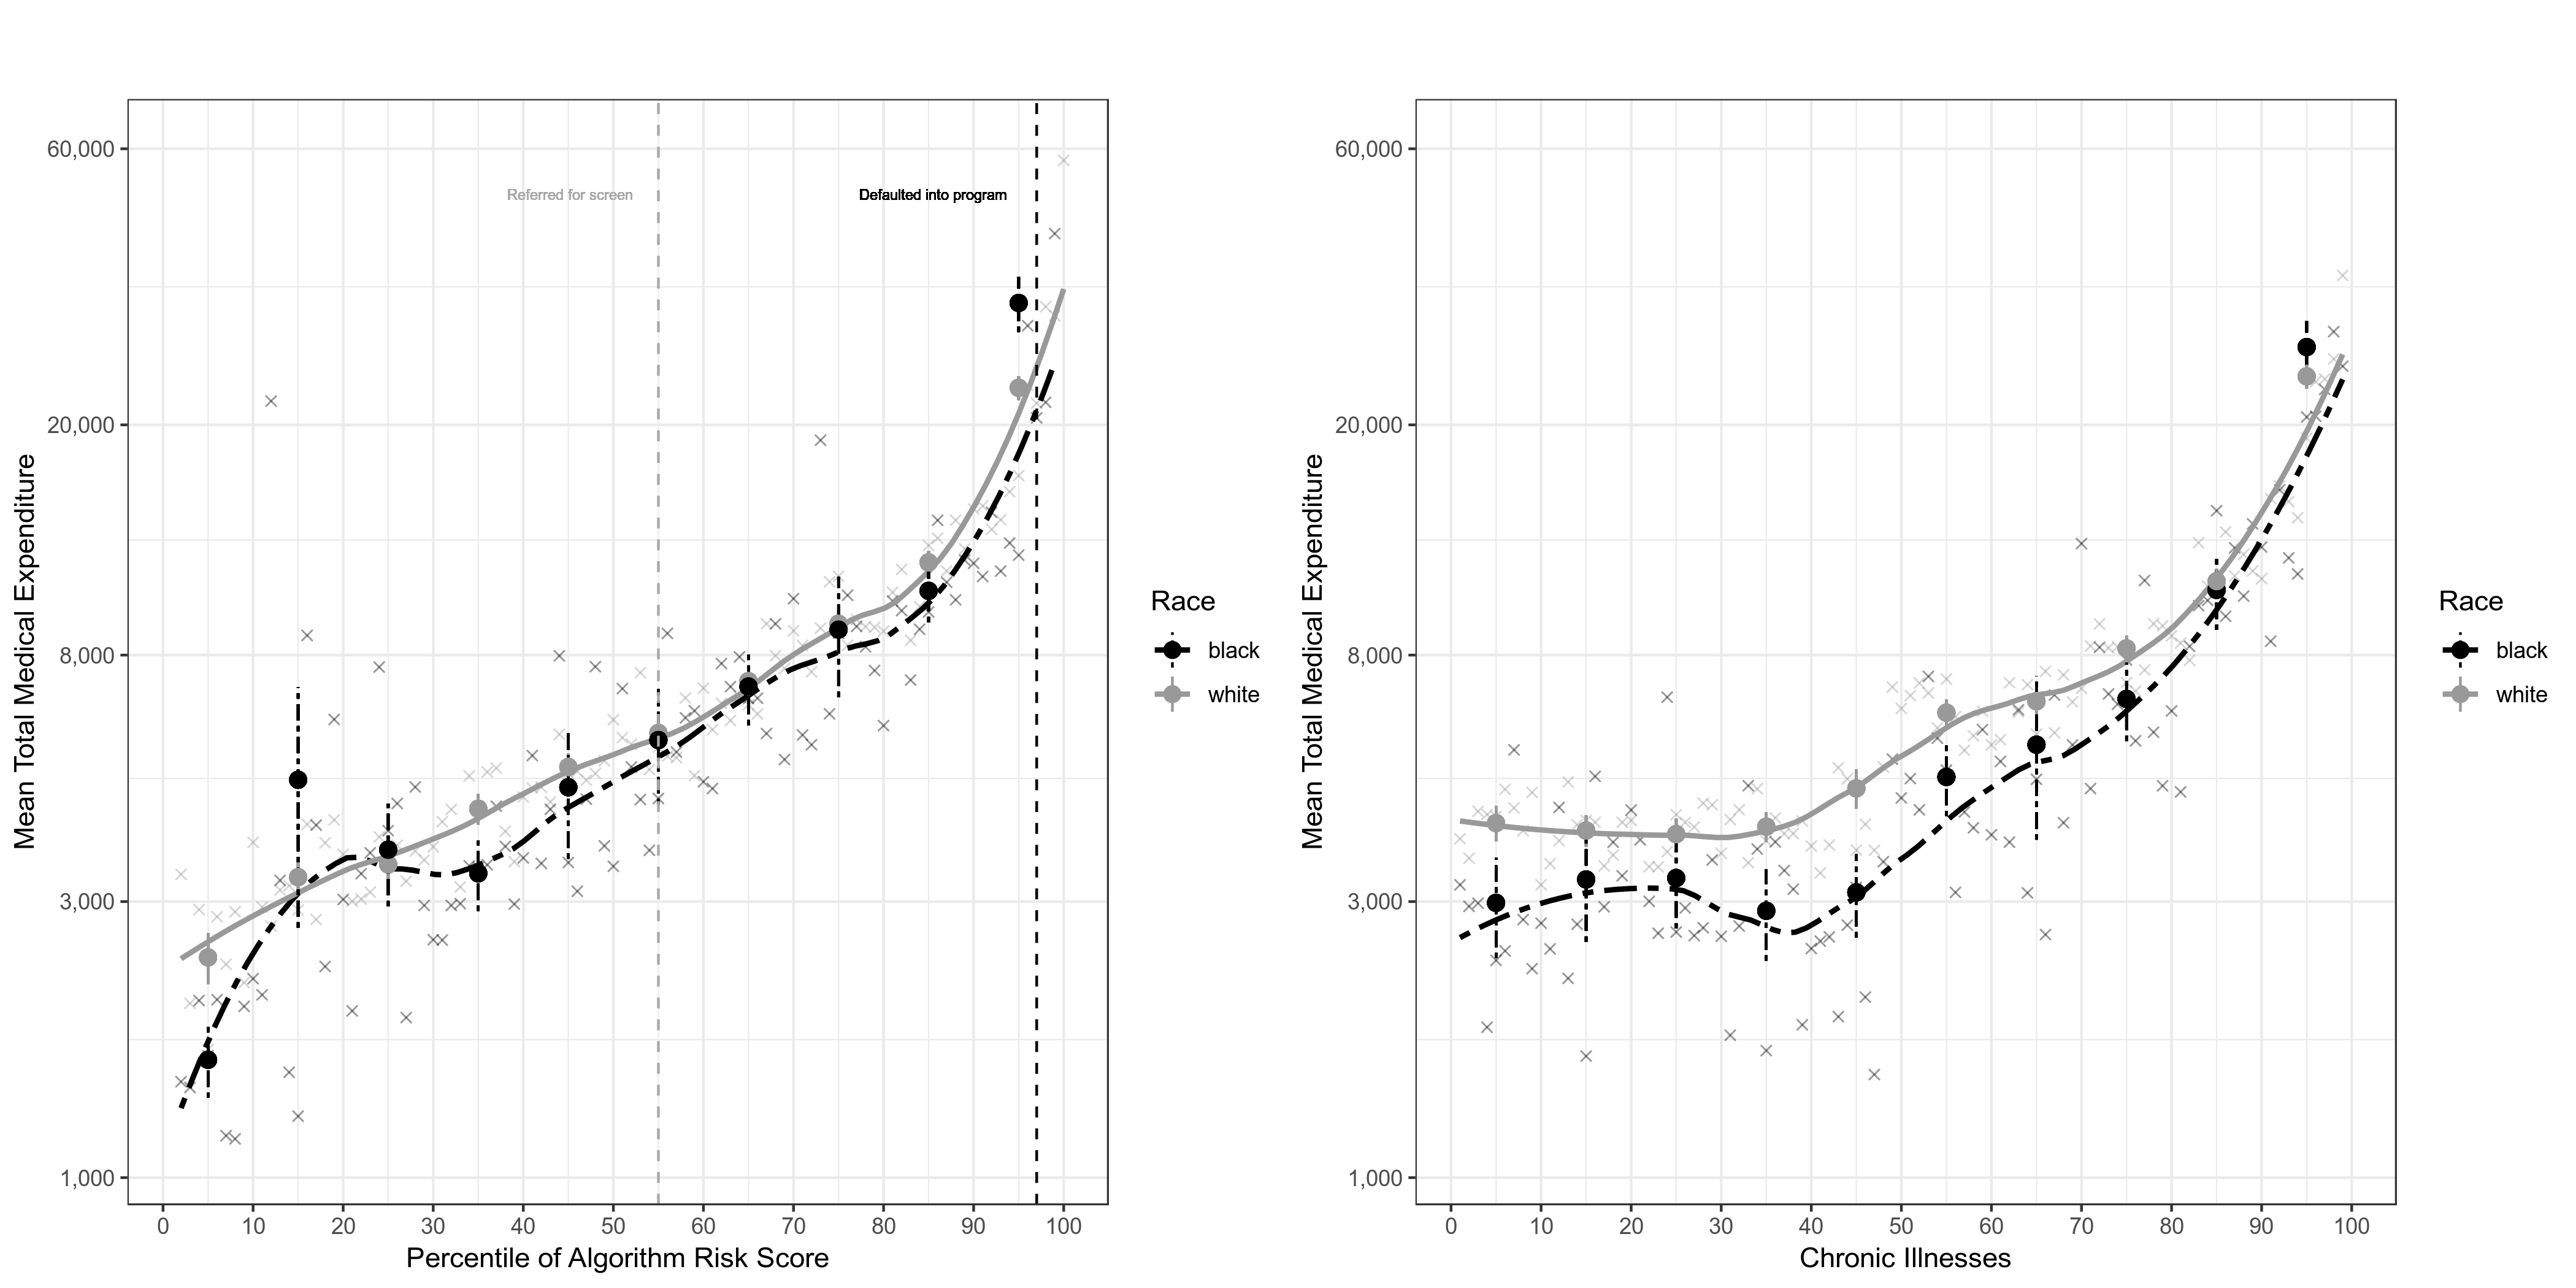 60,000
20,000
8,000
3,000
1,000
Mean Total Medical Expenditure
Referred for screen
Defaulted into program
0 10 20 30 40 50 60 70 80 90 100
Percentile of Algorithm Risk Score
Race
black
white
60,000
20,000
8,000
3,000
1,000
Mean Total Medical Expenditure
0 10 20 30 40 50 60 70 80 90 100
Chronic Illnesses
Race
black
white